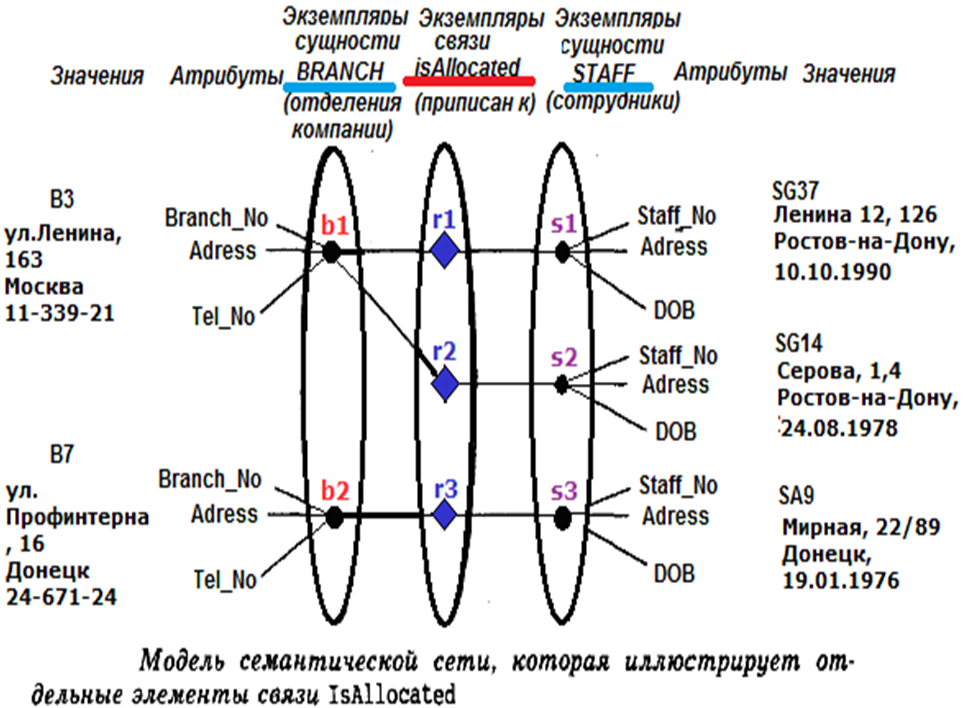 Экземпляры
сущности
BRANCH
(отделения
компании)
Экземпляры
связи
isAllocated
(приписан к)
Экземпляры
сущности
STAFF
(сотрудники)
Значения
Атрибуты
Атрибуты
Значения
B3
ул.Ленина,
163
Москва
11-339-21
Branch_No
Adress
Tel_No
b1
r1
s1
Staff_No
Adress
DOB
SG37
Ленина 12, 126
Ростов-на-Дону,
10.10.1990
r2
s2
Staff_No
Adress
DOB
SG14
Серова, 1,4
Ростов-на-Дону,
24.08.1978
B7
ул.
Профинтерна
, 16
Донецк
24-671-24
Branch_No
Adress
Tel_No
b2
r3
s3
Staff_No
Adress
DOB
SA9
Мирная, 22/89
Донецк,
19.01.1976
Модель семантической сети, которая иллюстрирует от-
дельные элементы связи IsAllocated